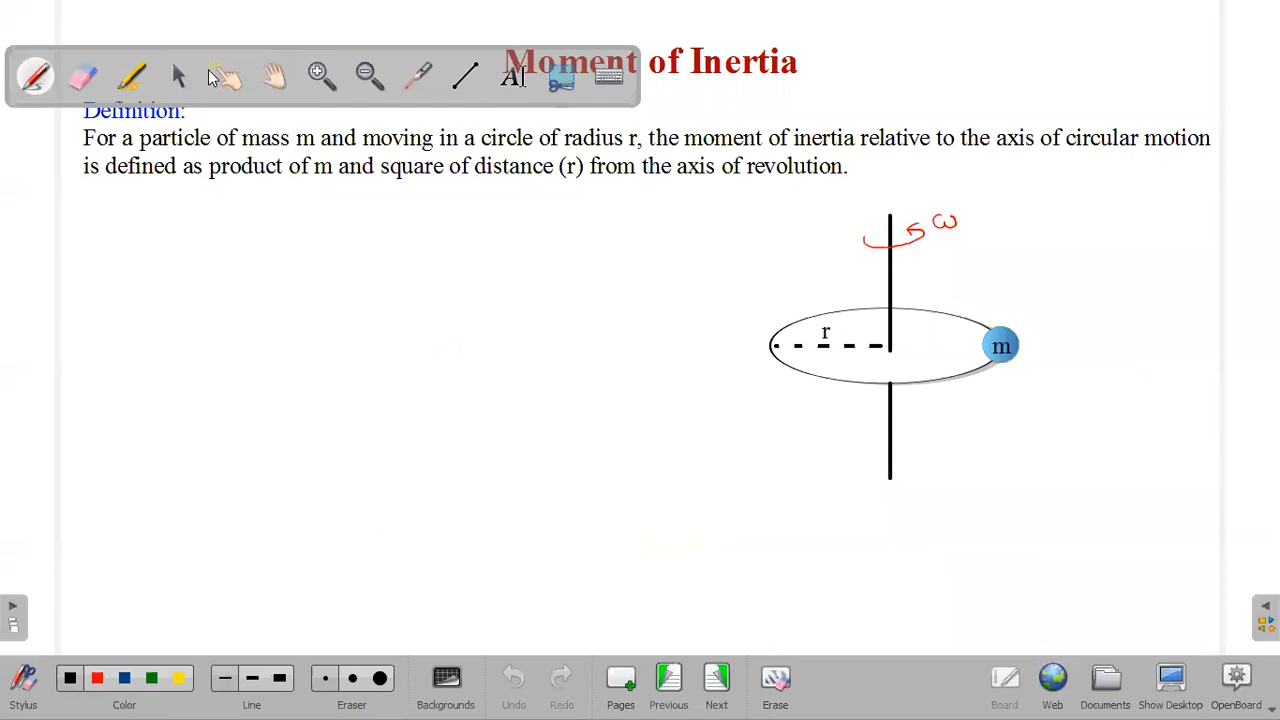 Moment of Inertia
Definition:
For a particle of mass m and moving in a circle of radius r, the moment of inertia relative to the axis of circular motion
is defined as product of m and square of distance (r) from the axis of revolution.
ω
r
m
Stylus
Color
Line
Eraser
Backgrounds
Undo
Redo
Pages
Previous
Next
Erase
Board
Web
Documents
Show Desktop
OpenBoard